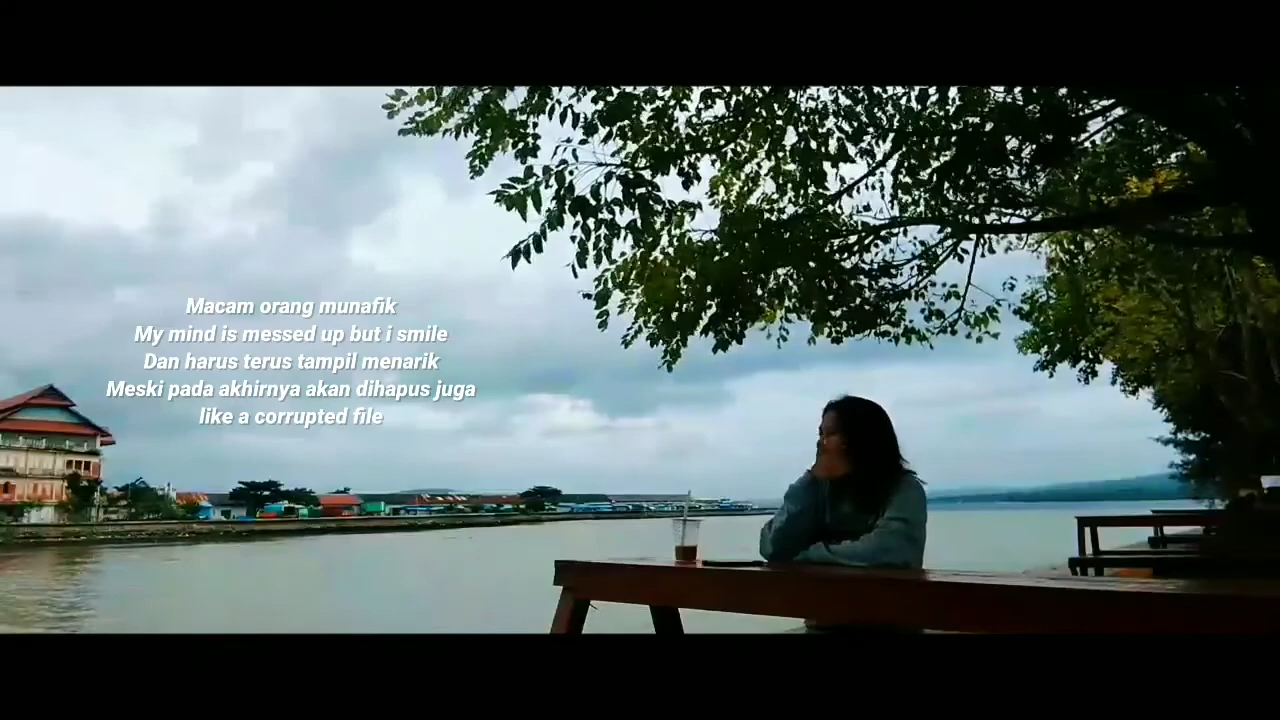 Macam orang munafik
My mind is messed up but i smile
Dan harus terus tampil menarik
Meski pada akhirnya akan dihapus juga
like a corrupted file